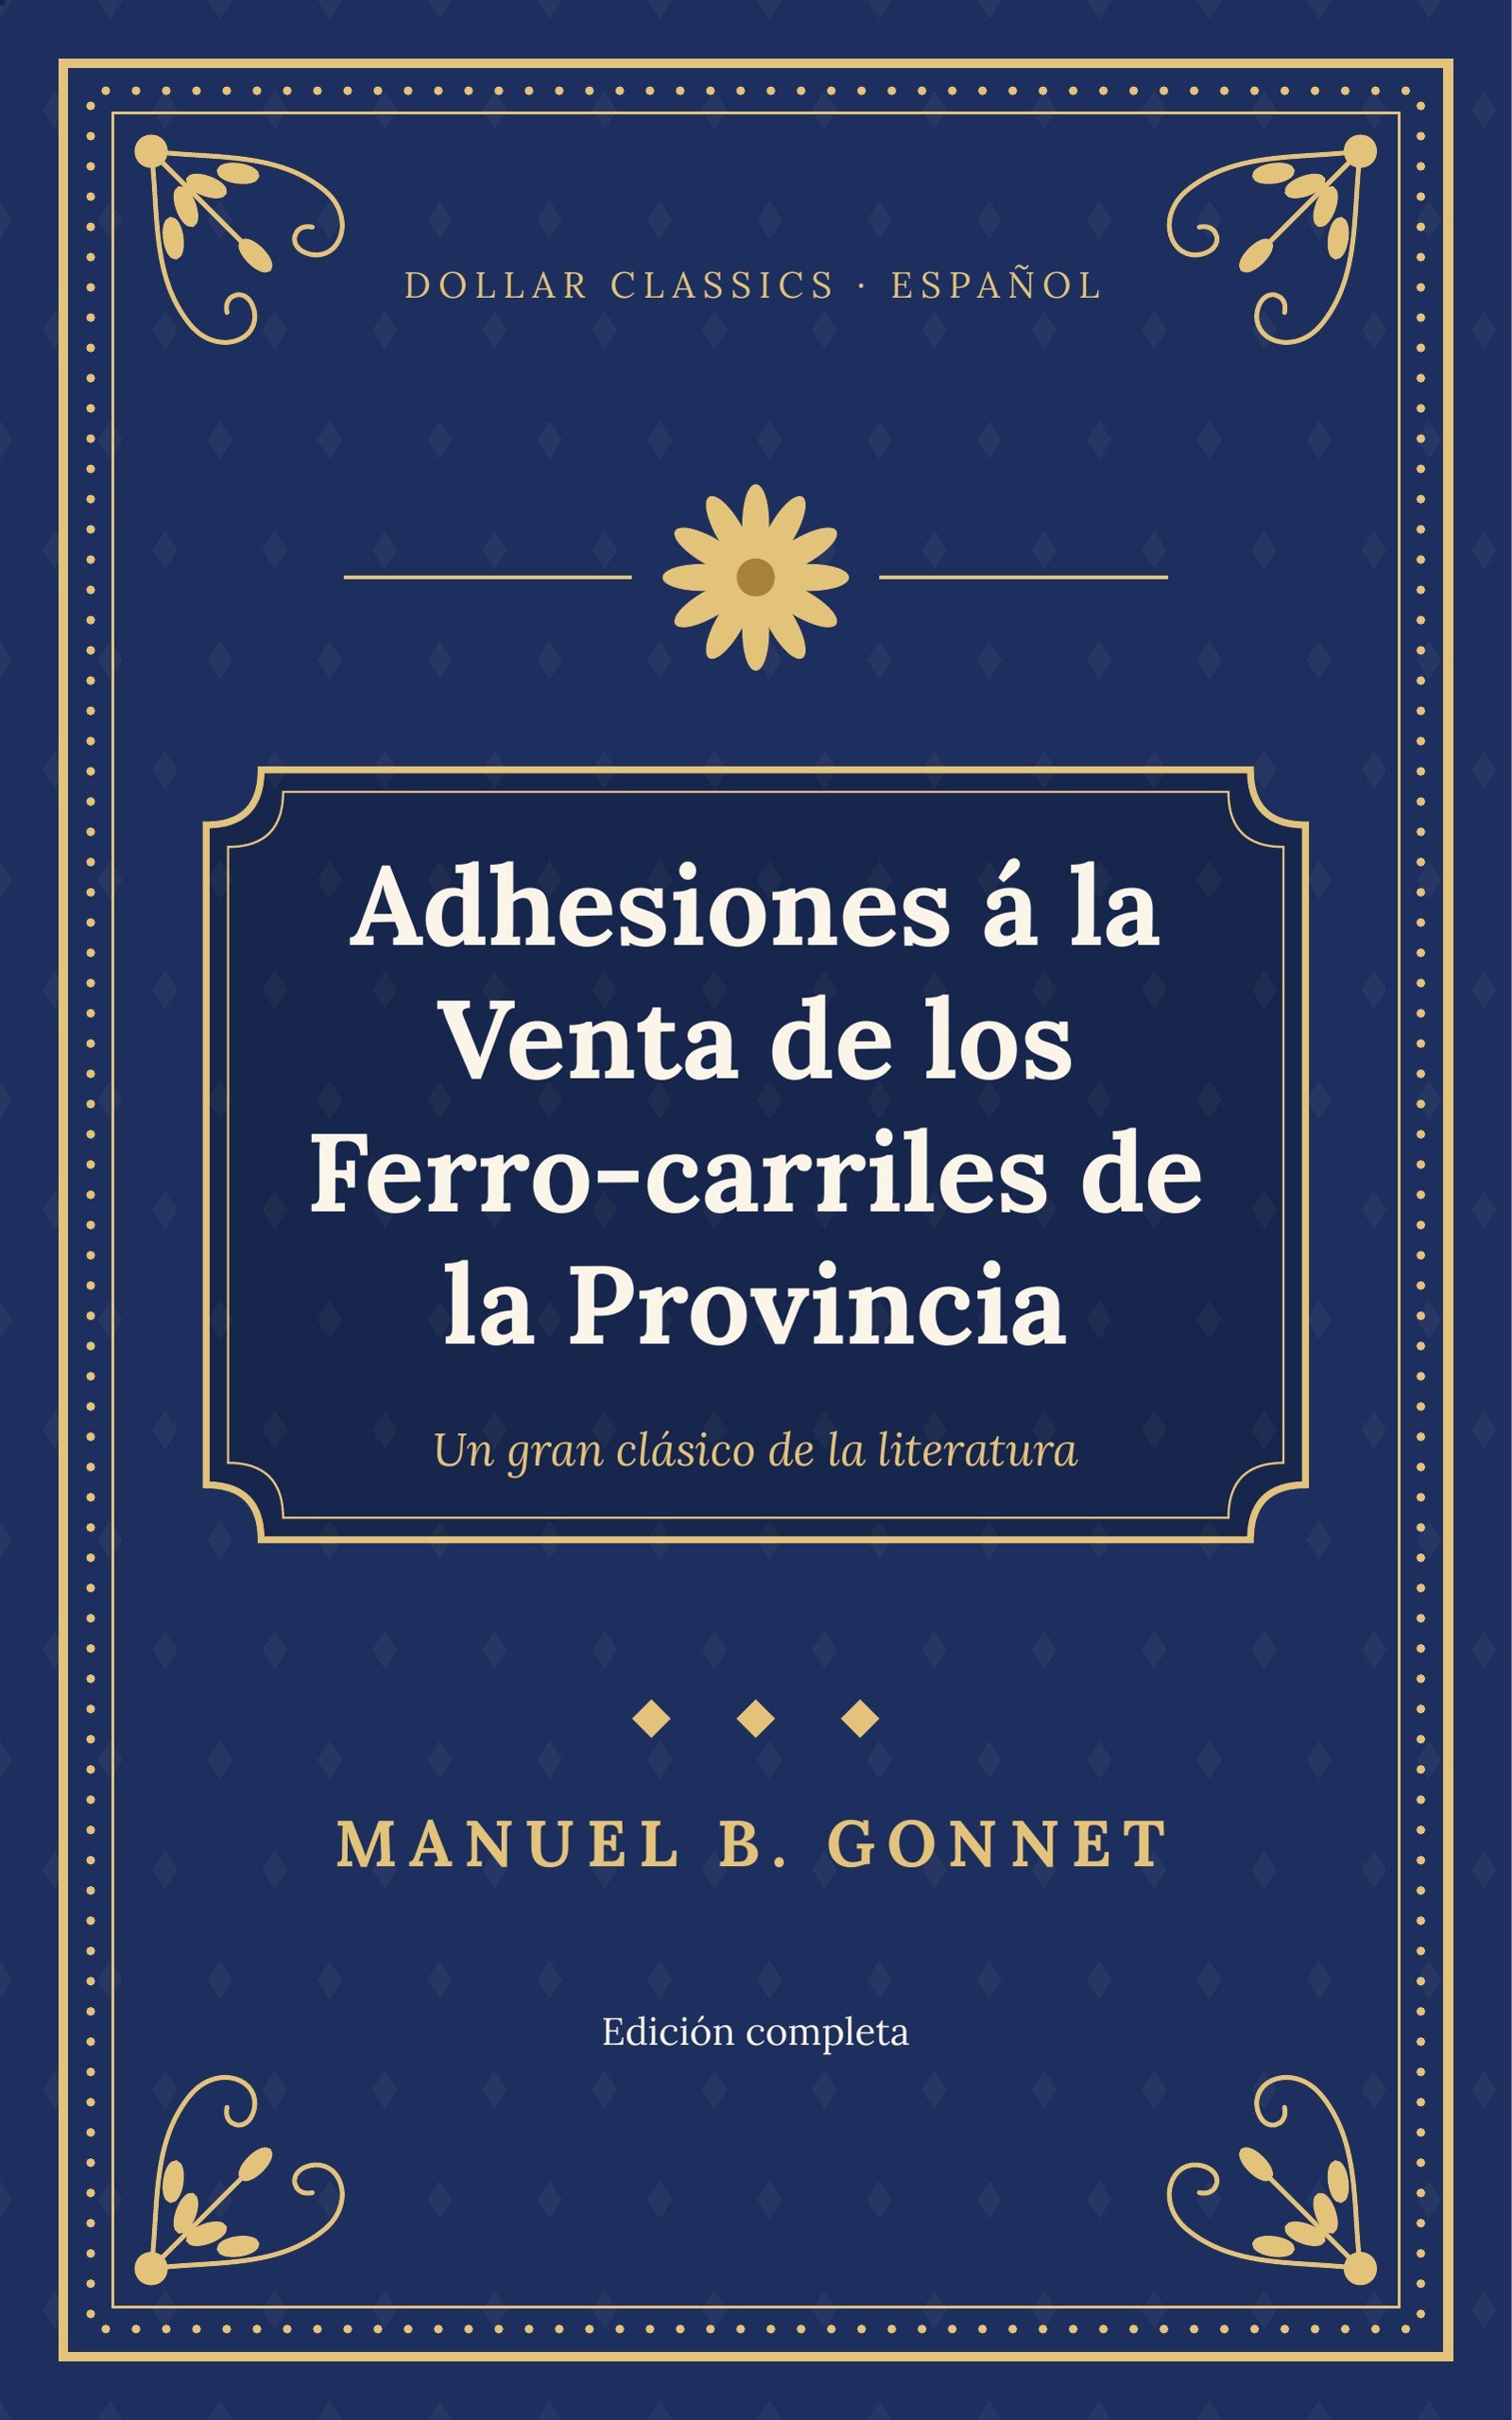 DOLLAR CLASSICS · ESPAÑOL
Adhesiones á la
Venta de los
Ferro-carriles de
la Provincia
Un gran clásico de la literatura
MANUEL B. GONNET
Edición completa